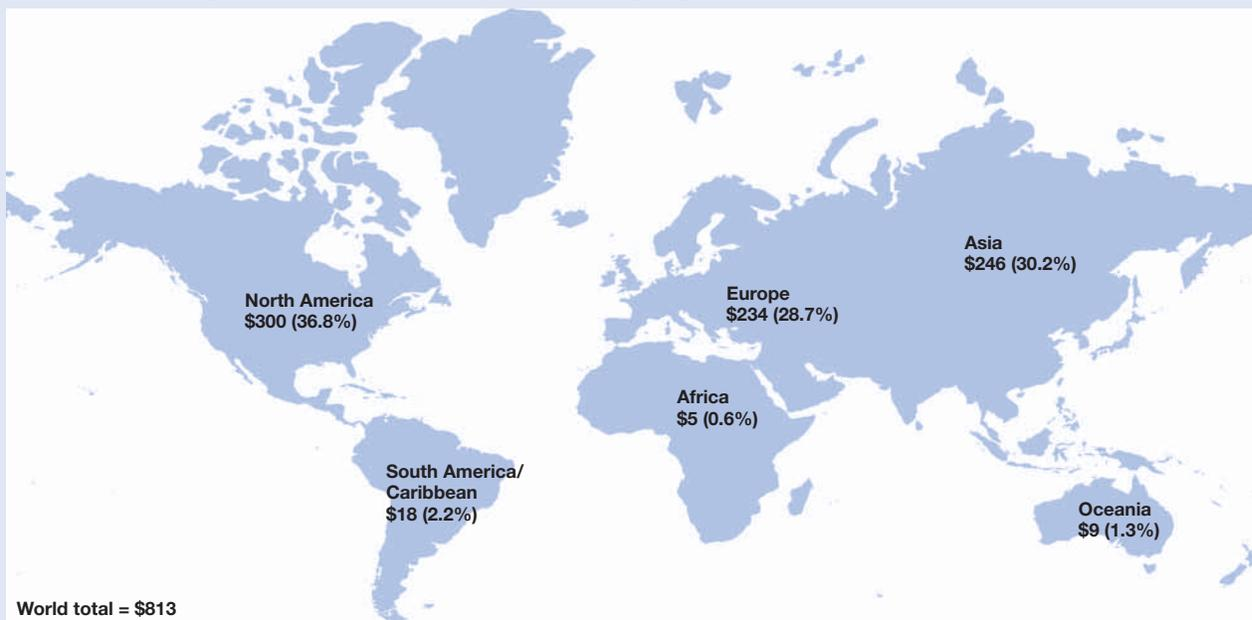 North America
$300 (36.8%)
Europe
$234 (28.7%)
Asia
$246 (30.2%)
Africa
$5 (0.6%)
South America/
Caribbean
$18 (2.2%)
Oceania
$9 (1.3%)
World total = $813